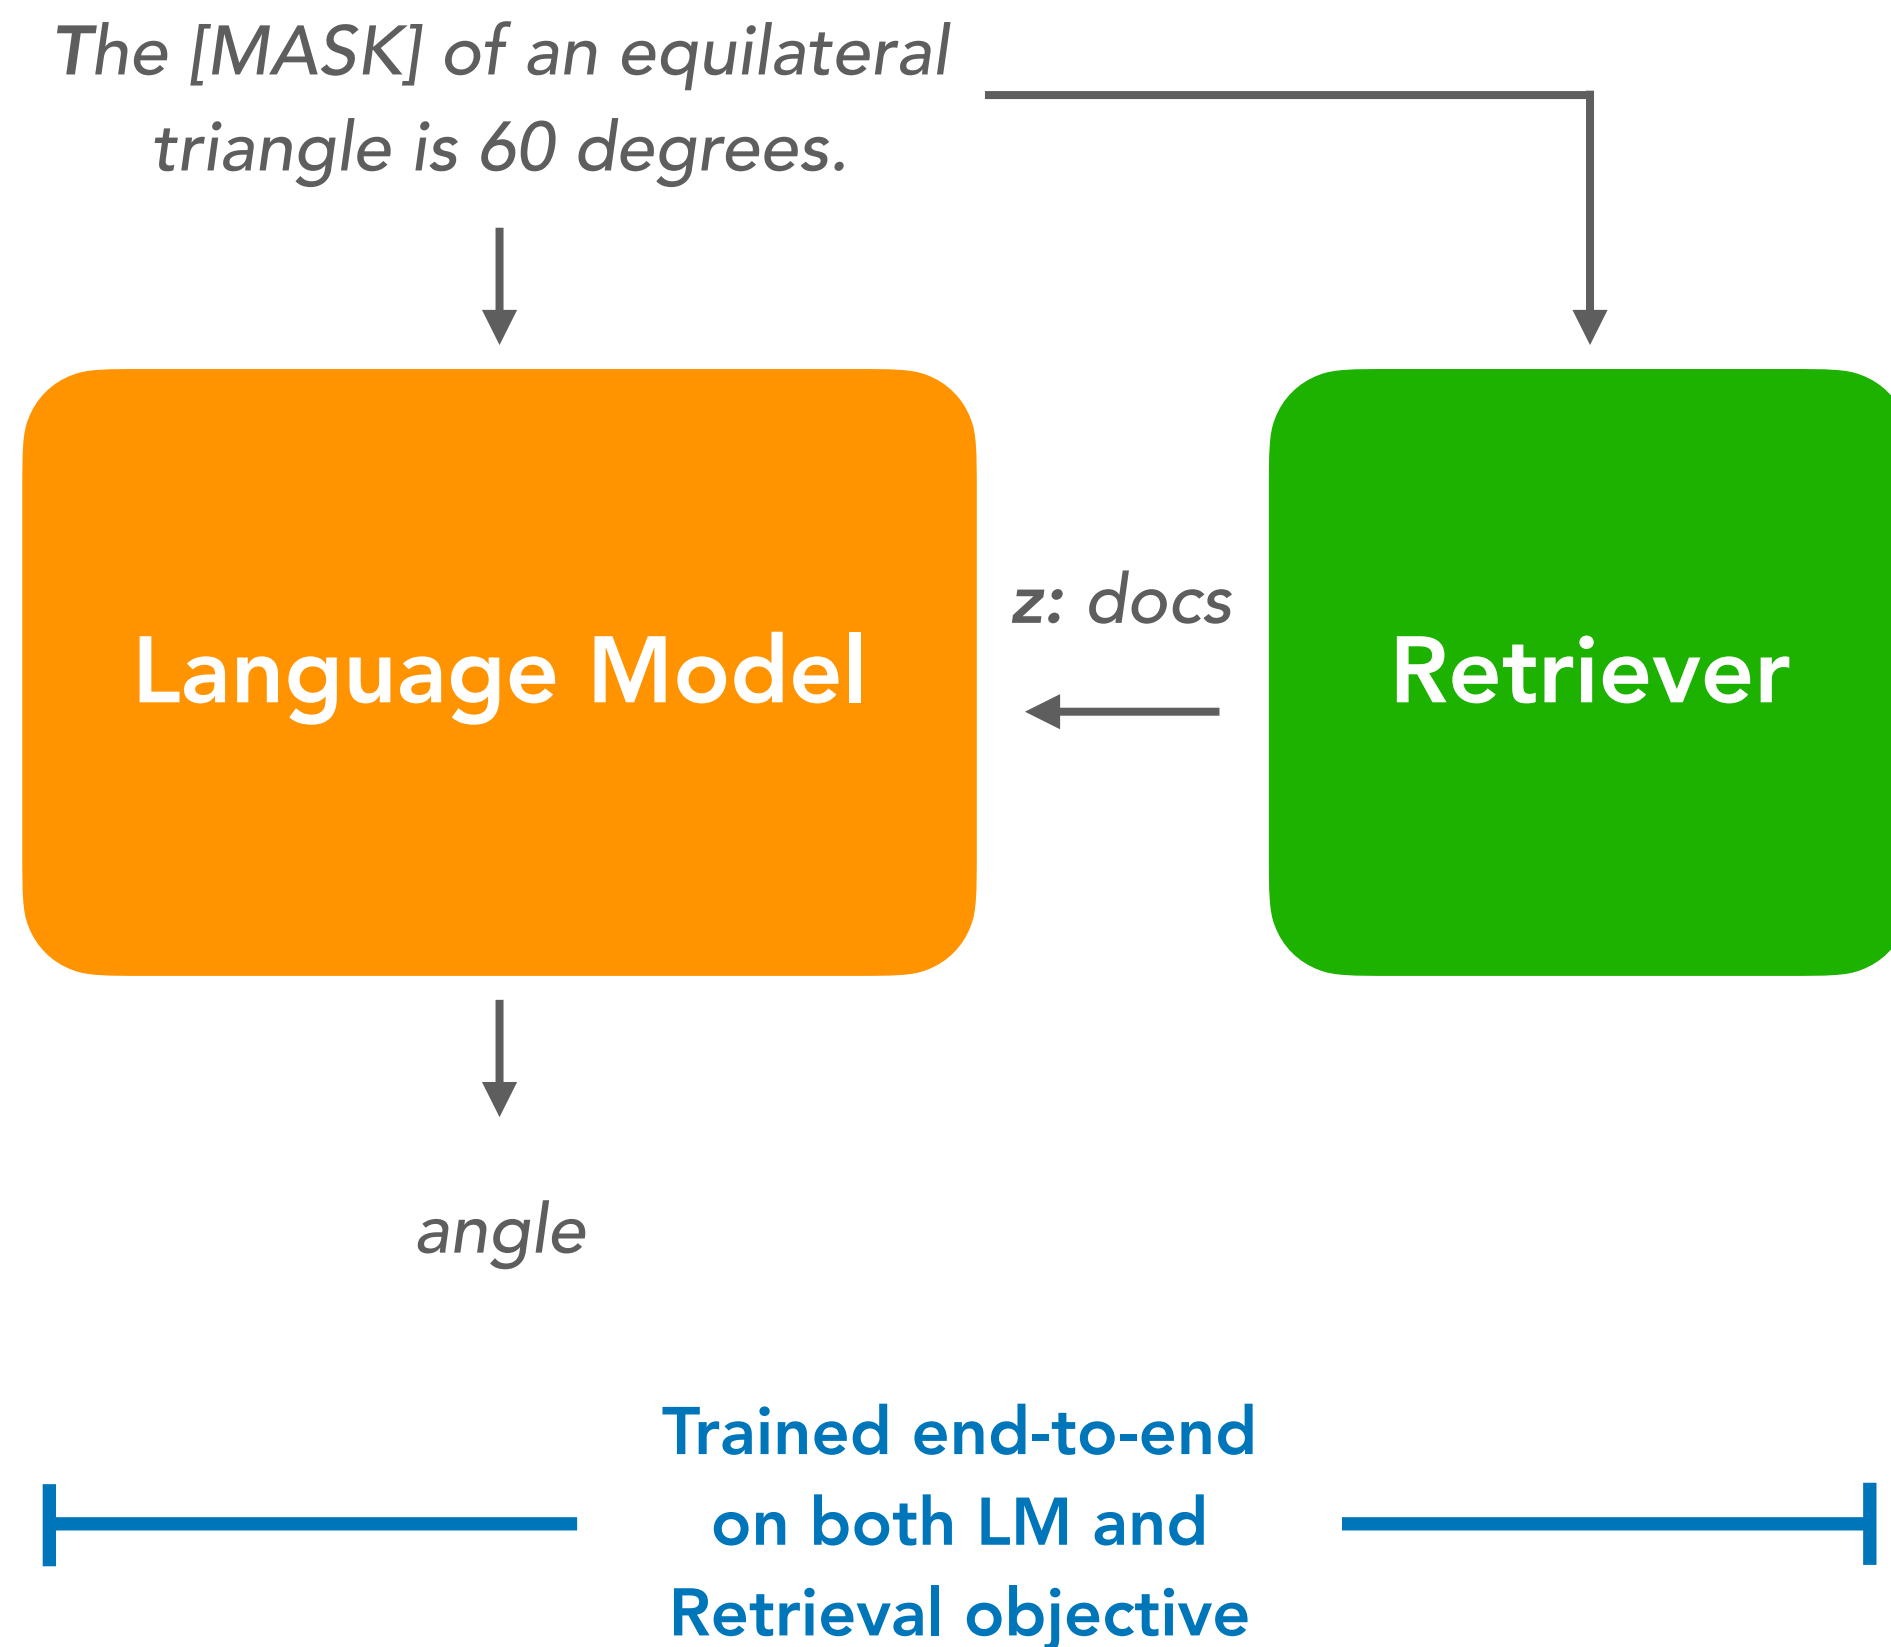 The [MASK] of an equilateral
triangle is 60 degrees.
z: docs
Language Model
Retriever
angle
Trained end-to-end
on both LM and
Retrieval objective